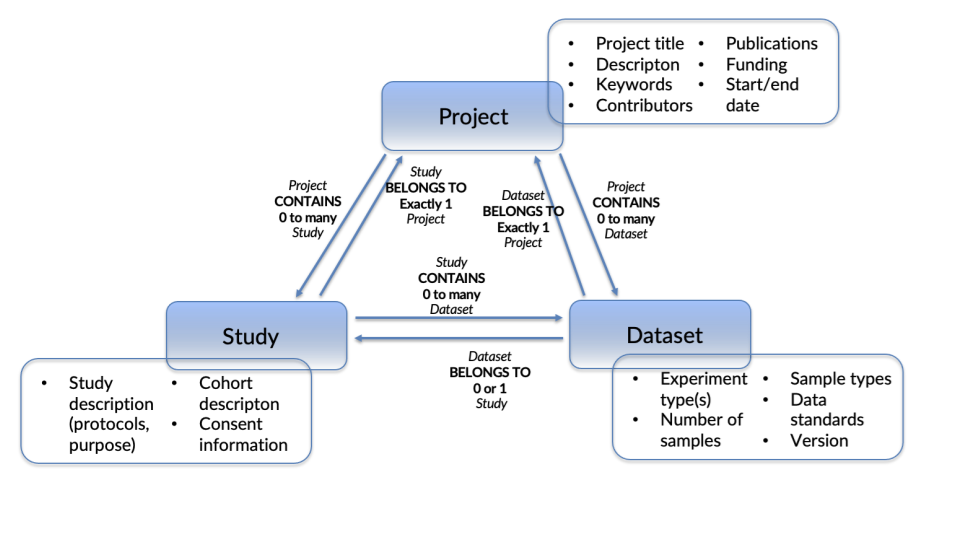 • Project title
• Descripton
• Keywords
• Contributors
• Publications
• Funding
• Start/end
date
Project
Project
CONTAINS
0 to many
Study
Study
BELONGS TO
Exactly 1
Project
Dataset
BELONGS TO
Exactly 1
Project
Project
CONTAINS
0 to many
Dataset
Study
CONTAINS
0 to many
Dataset
Study
Dataset
Dataset
BELONGS TO
0 or 1
Study
• Study
description
(protocols,
purpose)
• Cohort
descripton
• Consent
information
• Experiment
type(s)
• Number of
samples
• Sample types
• Data
standards
• Version